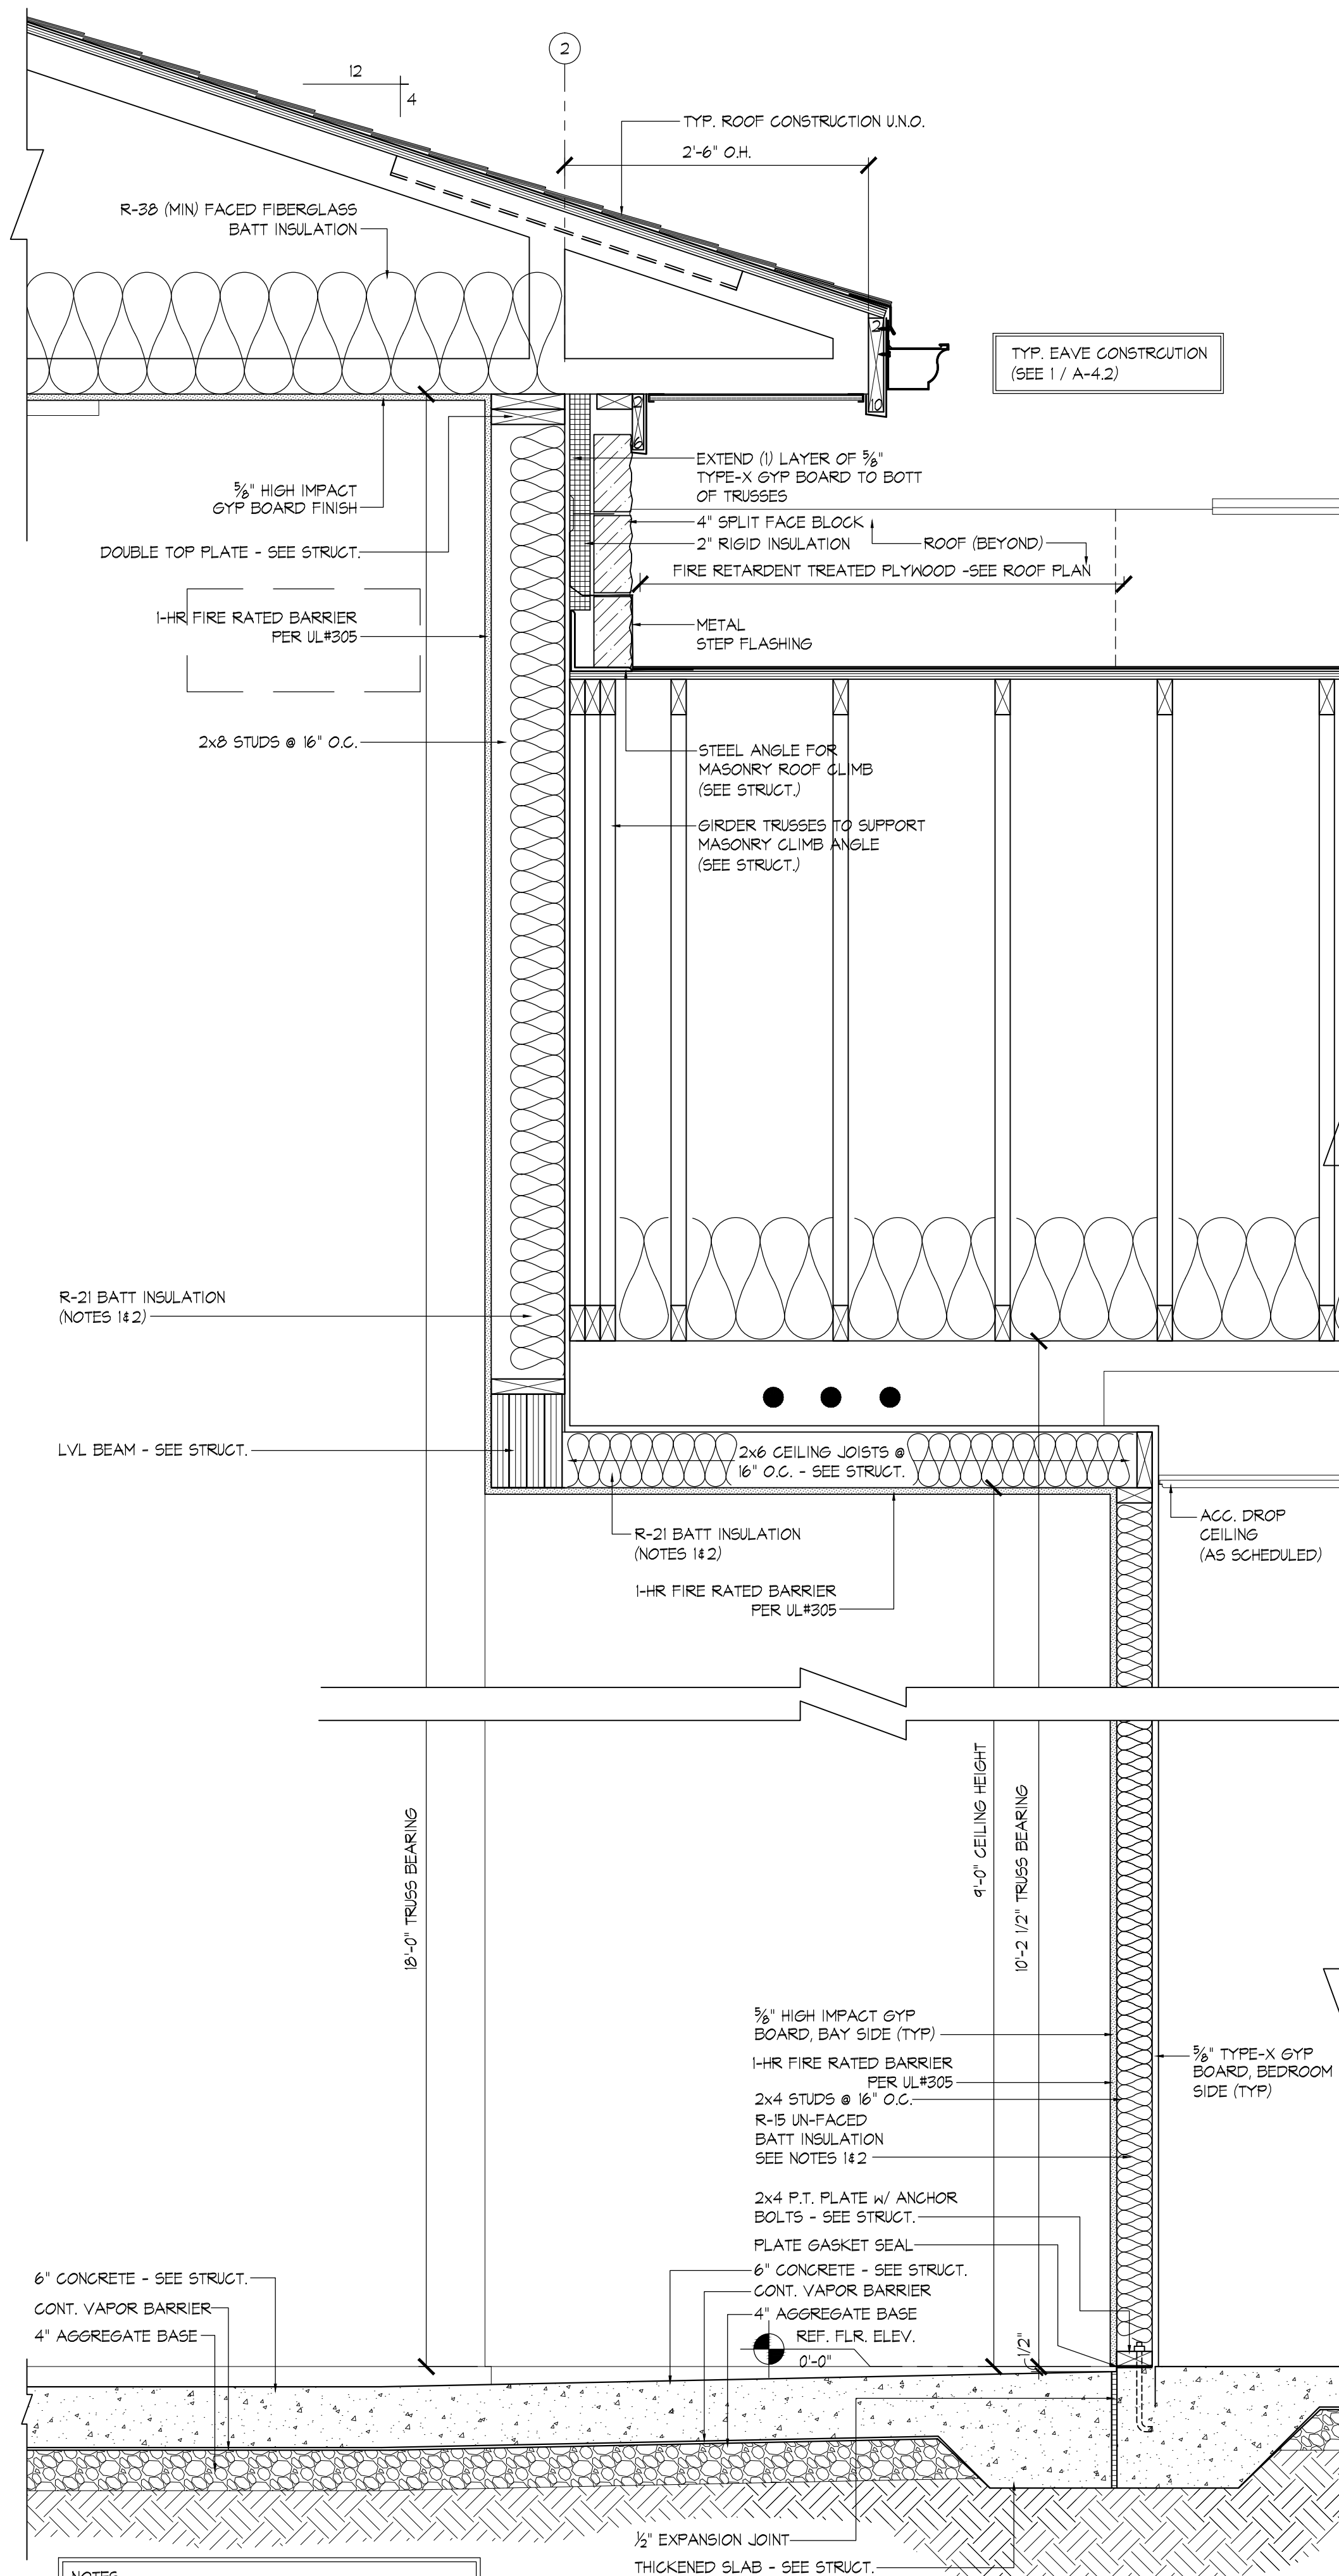 2
12
4
TYP. ROOF CONSTRUCTION U.N.O.
2'-6" O.H.
R-38 (MIN) FACED FIBERGLASS
BATT INSULATION
2
10
TYP. EAVE CONSTRCUTION
(SEE 1 / A-4.2)
2
6
EXTEND (1) LAYER OF 5/8"
TYPE-X GYP BOARD TO BOTT
OF TRUSSES
5/8" HIGH IMPACT
GYP BOARD FINISH
4" SPLIT FACE BLOCK
2" RIGID INSULATION
ROOF (BEYOND)
DOUBLE TOP PLATE - SEE STRUCT.
FIRE RETARDENT TREATED PLYWOOD -SEE ROOF PLAN
1-HR FIRE RATED BARRIER
PER UL#305
METAL
STEP FLASHING
2x8 STUDS @ 16" O.C.
STEEL ANGLE FOR
MASONRY ROOF CLIMB
(SEE STRUCT.)
GIRDER TRUSSES TO SUPPORT
MASONRY CLIMB ANGLE
(SEE STRUCT.)
R-21 BATT INSULATION
(NOTES 1&2)
LVL BEAM - SEE STRUCT.
2x6 CEILING JOISTS @
16" O.C. - SEE STRUCT.
R-21 BATT INSULATION
(NOTES 1&2)
ACC. DROP
CEILING
(AS SCHEDULED)
1-HR FIRE RATED BARRIER
PER UL#305
18'-0" TRUSS BEARING
9'-0" CEILING HEIGHT
10'-2 1/2" TRUSS BEARING
5/8" HIGH IMPACT GYP
BOARD, BAY SIDE (TYP)
1-HR FIRE RATED BARRIER
PER UL#305
2x4 STUDS @ 16" O.C.
R-15 UN-FACED
BATT INSULATION
SEE NOTES 1&2
5/8" TYPE-X GYP
BOARD, BEDROOM
SIDE (TYP)
2x4 P.T. PLATE w/ ANCHOR
BOLTS - SEE STRUCT.
PLATE GASKET SEAL
6" CONCRETE - SEE STRUCT.
CONT. VAPOR BARRIER
4" AGGREGATE BASE
6" CONCRETE - SEE STRUCT.
CONT. VAPOR BARRIER
4" AGGREGATE BASE
REF. FLR. ELEV.
0'-0"
1/2"
1/2" EXPANSION JOINT
THICKENED SLAB - SEE STRUCT.
NOTES